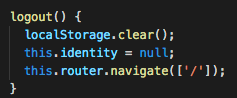 logout() {
  localStorage.clear();
  this.identity = null;
  this.router.navigate(['/']);
}